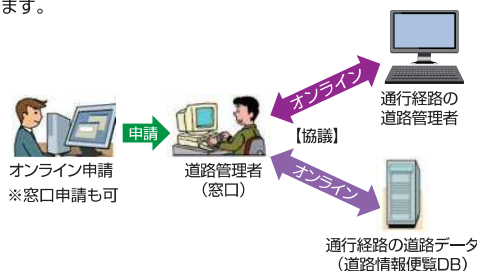 ます。
オンライン
通行経路の
道路管理者
申請
【協議】
オンライン申請
※窓口申請も可
道路管理者
（窓口）
オンライン
通行経路の道路データ
（道路情報便覧DB）